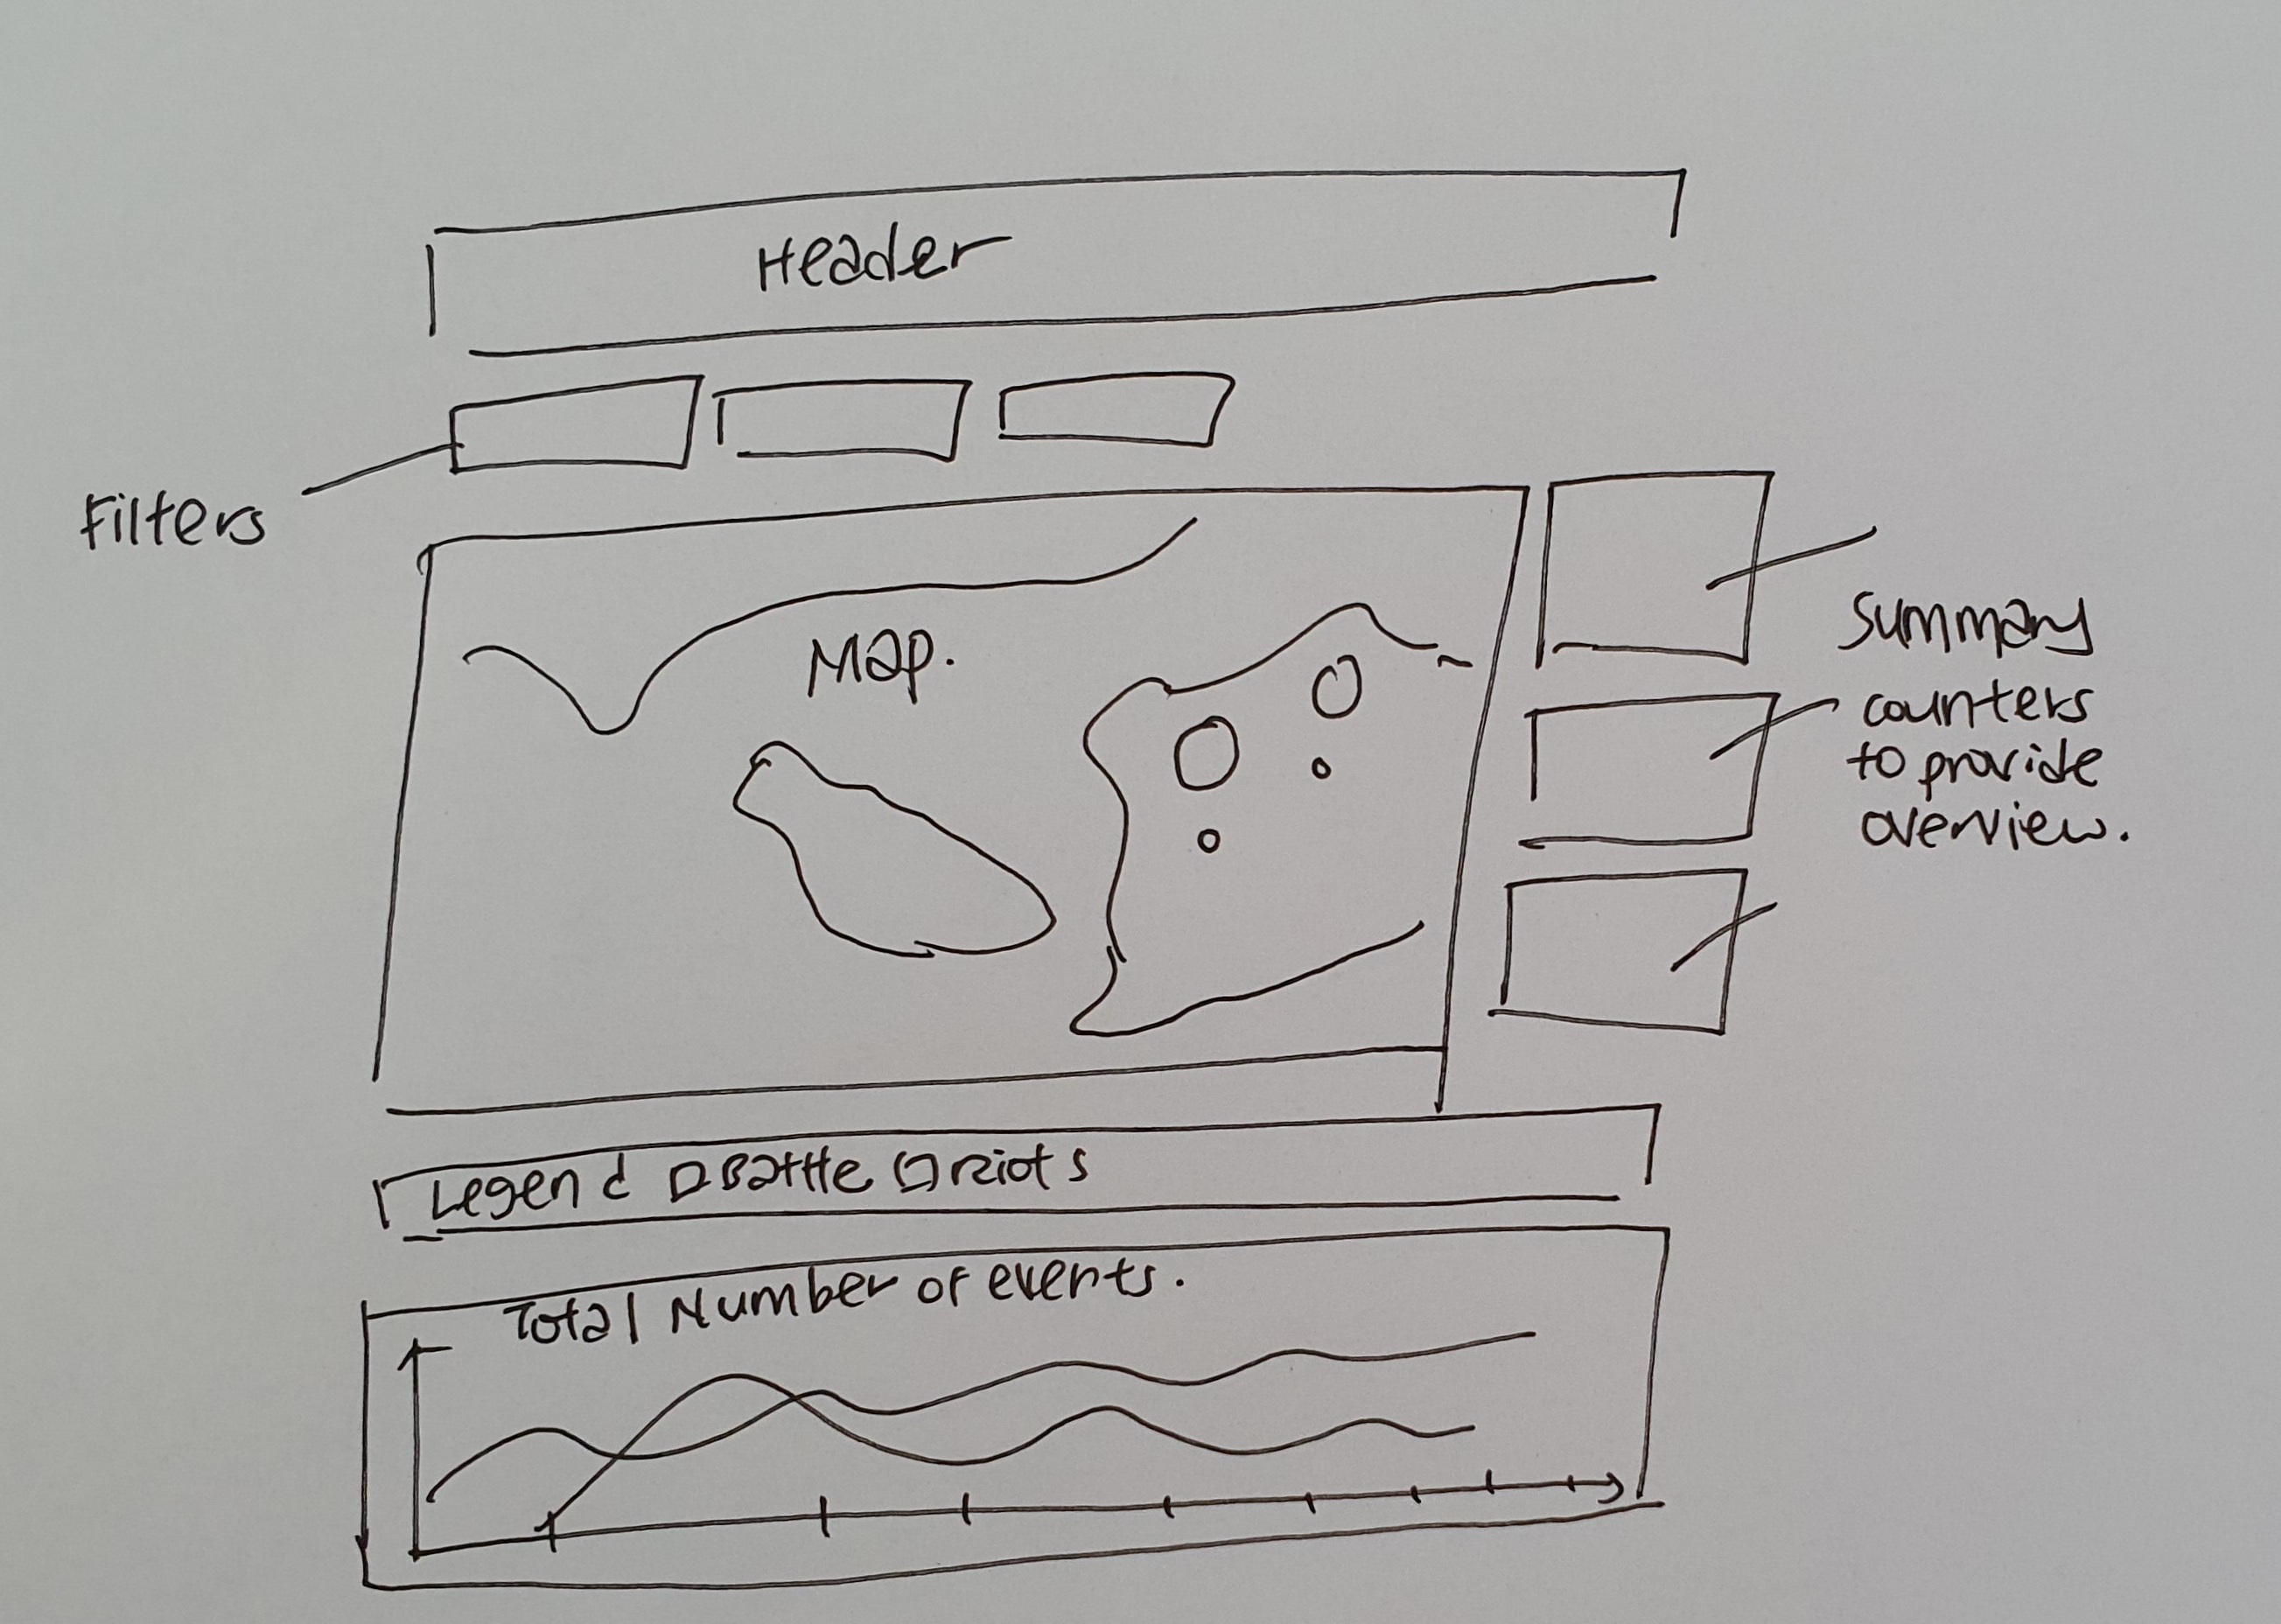 Header
Filters
Map.
Summary
counters
to provide
overview.
Legend Battle Riots
Total Number of events.